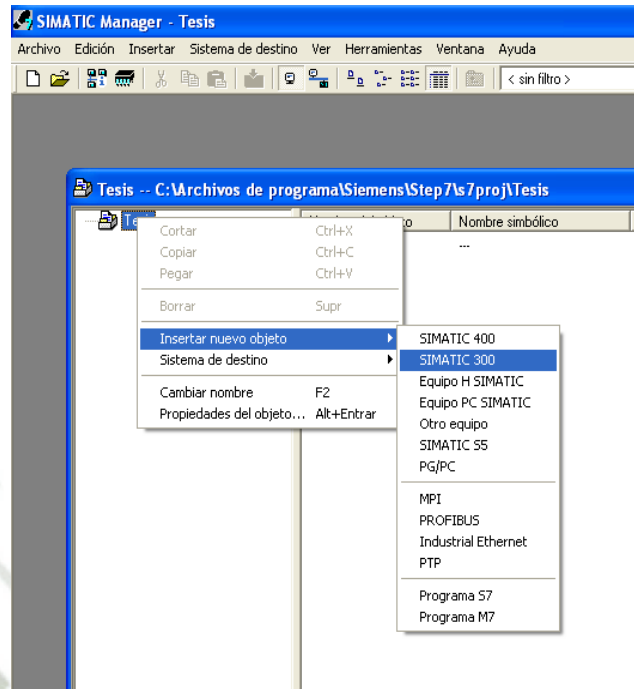 SIMATIC Manager - Tesis
Archivo Edición Insertar Sistema de destino Ver Herramientas Ventana Ayuda
< sin filtro >
Tesis -- C:\Archivos de programa\Siemens\Step7\s7proj\Tesis
Nombre simbólico
---
Cortar Ctrl+X
Copiar Ctrl+C
Pegar Ctrl+V
Borrar Supr
Insertar nuevo objeto
Sistema de destino
Cambiar nombre F2
Propiedades del objeto... Alt+Entrar
SIMATIC 400
SIMATIC 300
Equipo H SIMATIC
Equipo PC SIMATIC
Otro equipo
SIMATIC S5
PG/PC
MPI
PROFIBUS
Industrial Ethernet
PTP
Programa S7
Programa M7